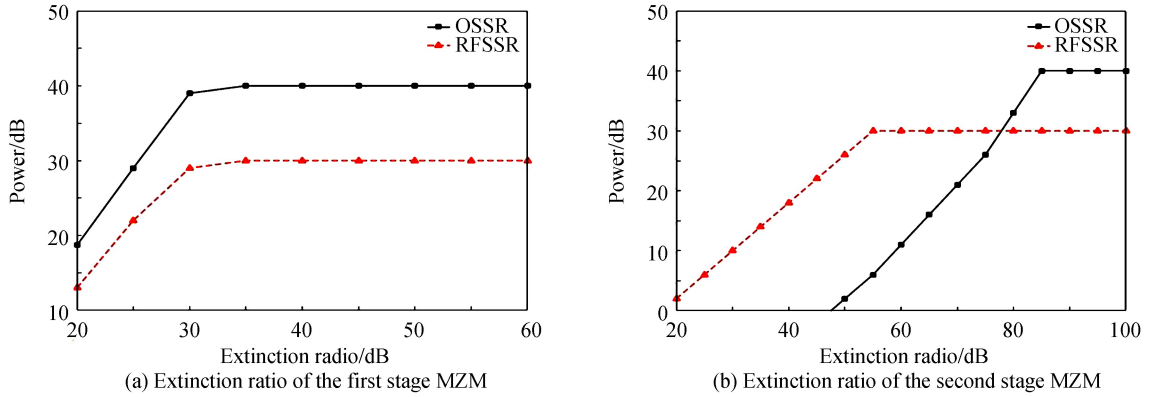 50
40
30
20
10
20
30
40
50
60
Power/dB
Extinction radio/dB
OSSR
RFSSR
(a) Extinction ratio of the first stage MZM
50
40
30
20
10
0
20
40
60
80
100
Power/dB
Extinction radio/dB
OSSR
RFSSR
(b) Extinction ratio of the second stage MZM